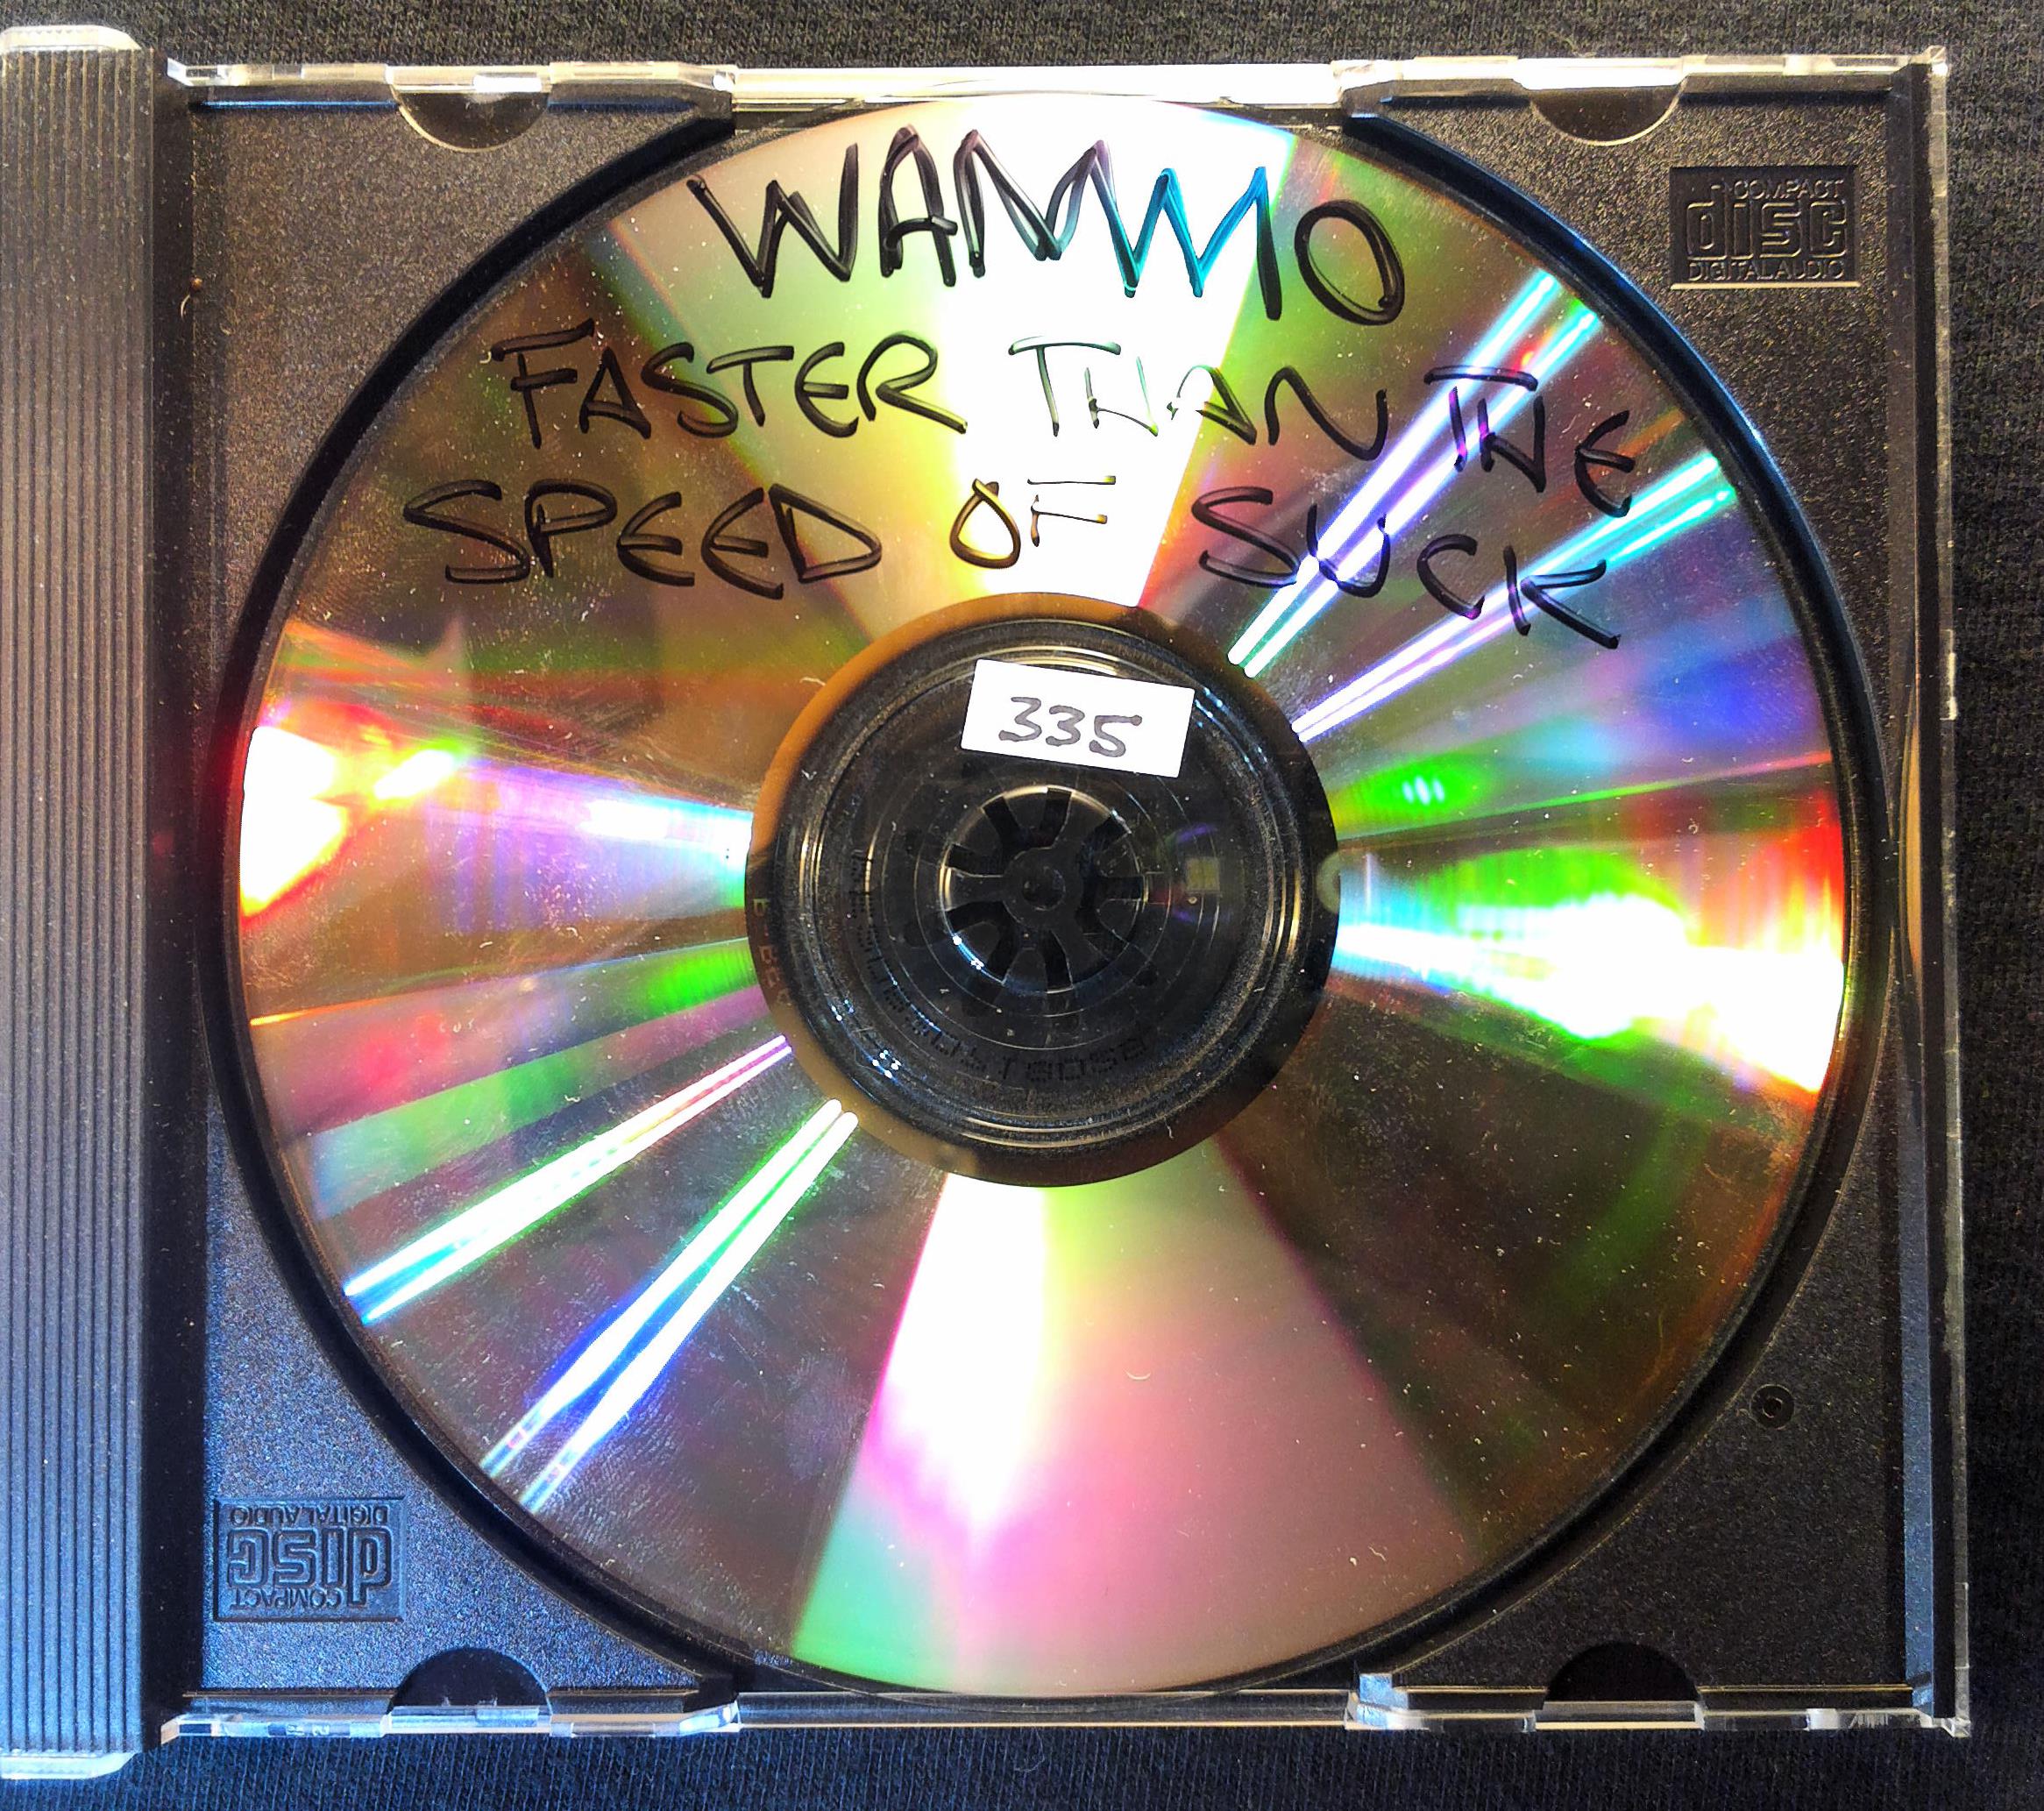 WAMMO
FASTER THAN THE
SPEED OF SUCK
335
COMPACT
disc
DIGITAL AUDIO
COMPACT
disc
DIGITAL AUDIO